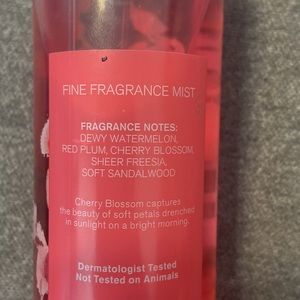 FINE FRAGRANCE MIST
FRAGRANCE NOTES:
DEWY WATERMELON,
RED PLUM, CHERRY BLOSSOM,
SHEER FREESIA,
SOFT SANDALWOOD
Cherry Blossom captures
the beauty of soft petals drenched
in sunlight on a bright morning.
Dermatologist Tested
Not Tested on Animals